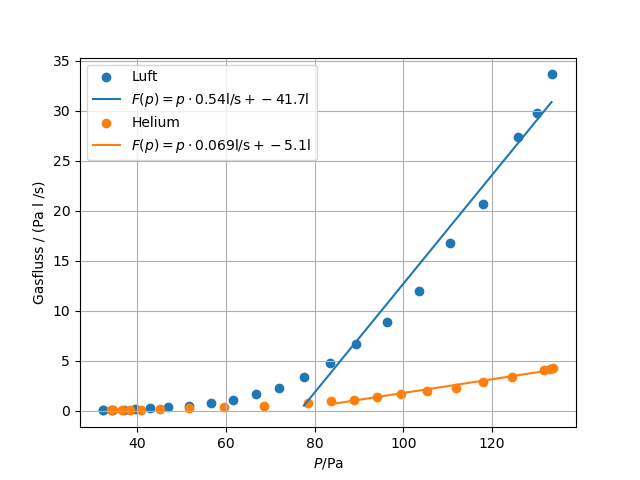 35
30
25
20
15
10
5
0
Gasfluss / (Pa l /s)
Luft
F(p) = p · 0.54l/s + −41.7l
Helium
F(p) = p · 0.069l/s + −5.1l
40 60 80 100 120
P/Pa